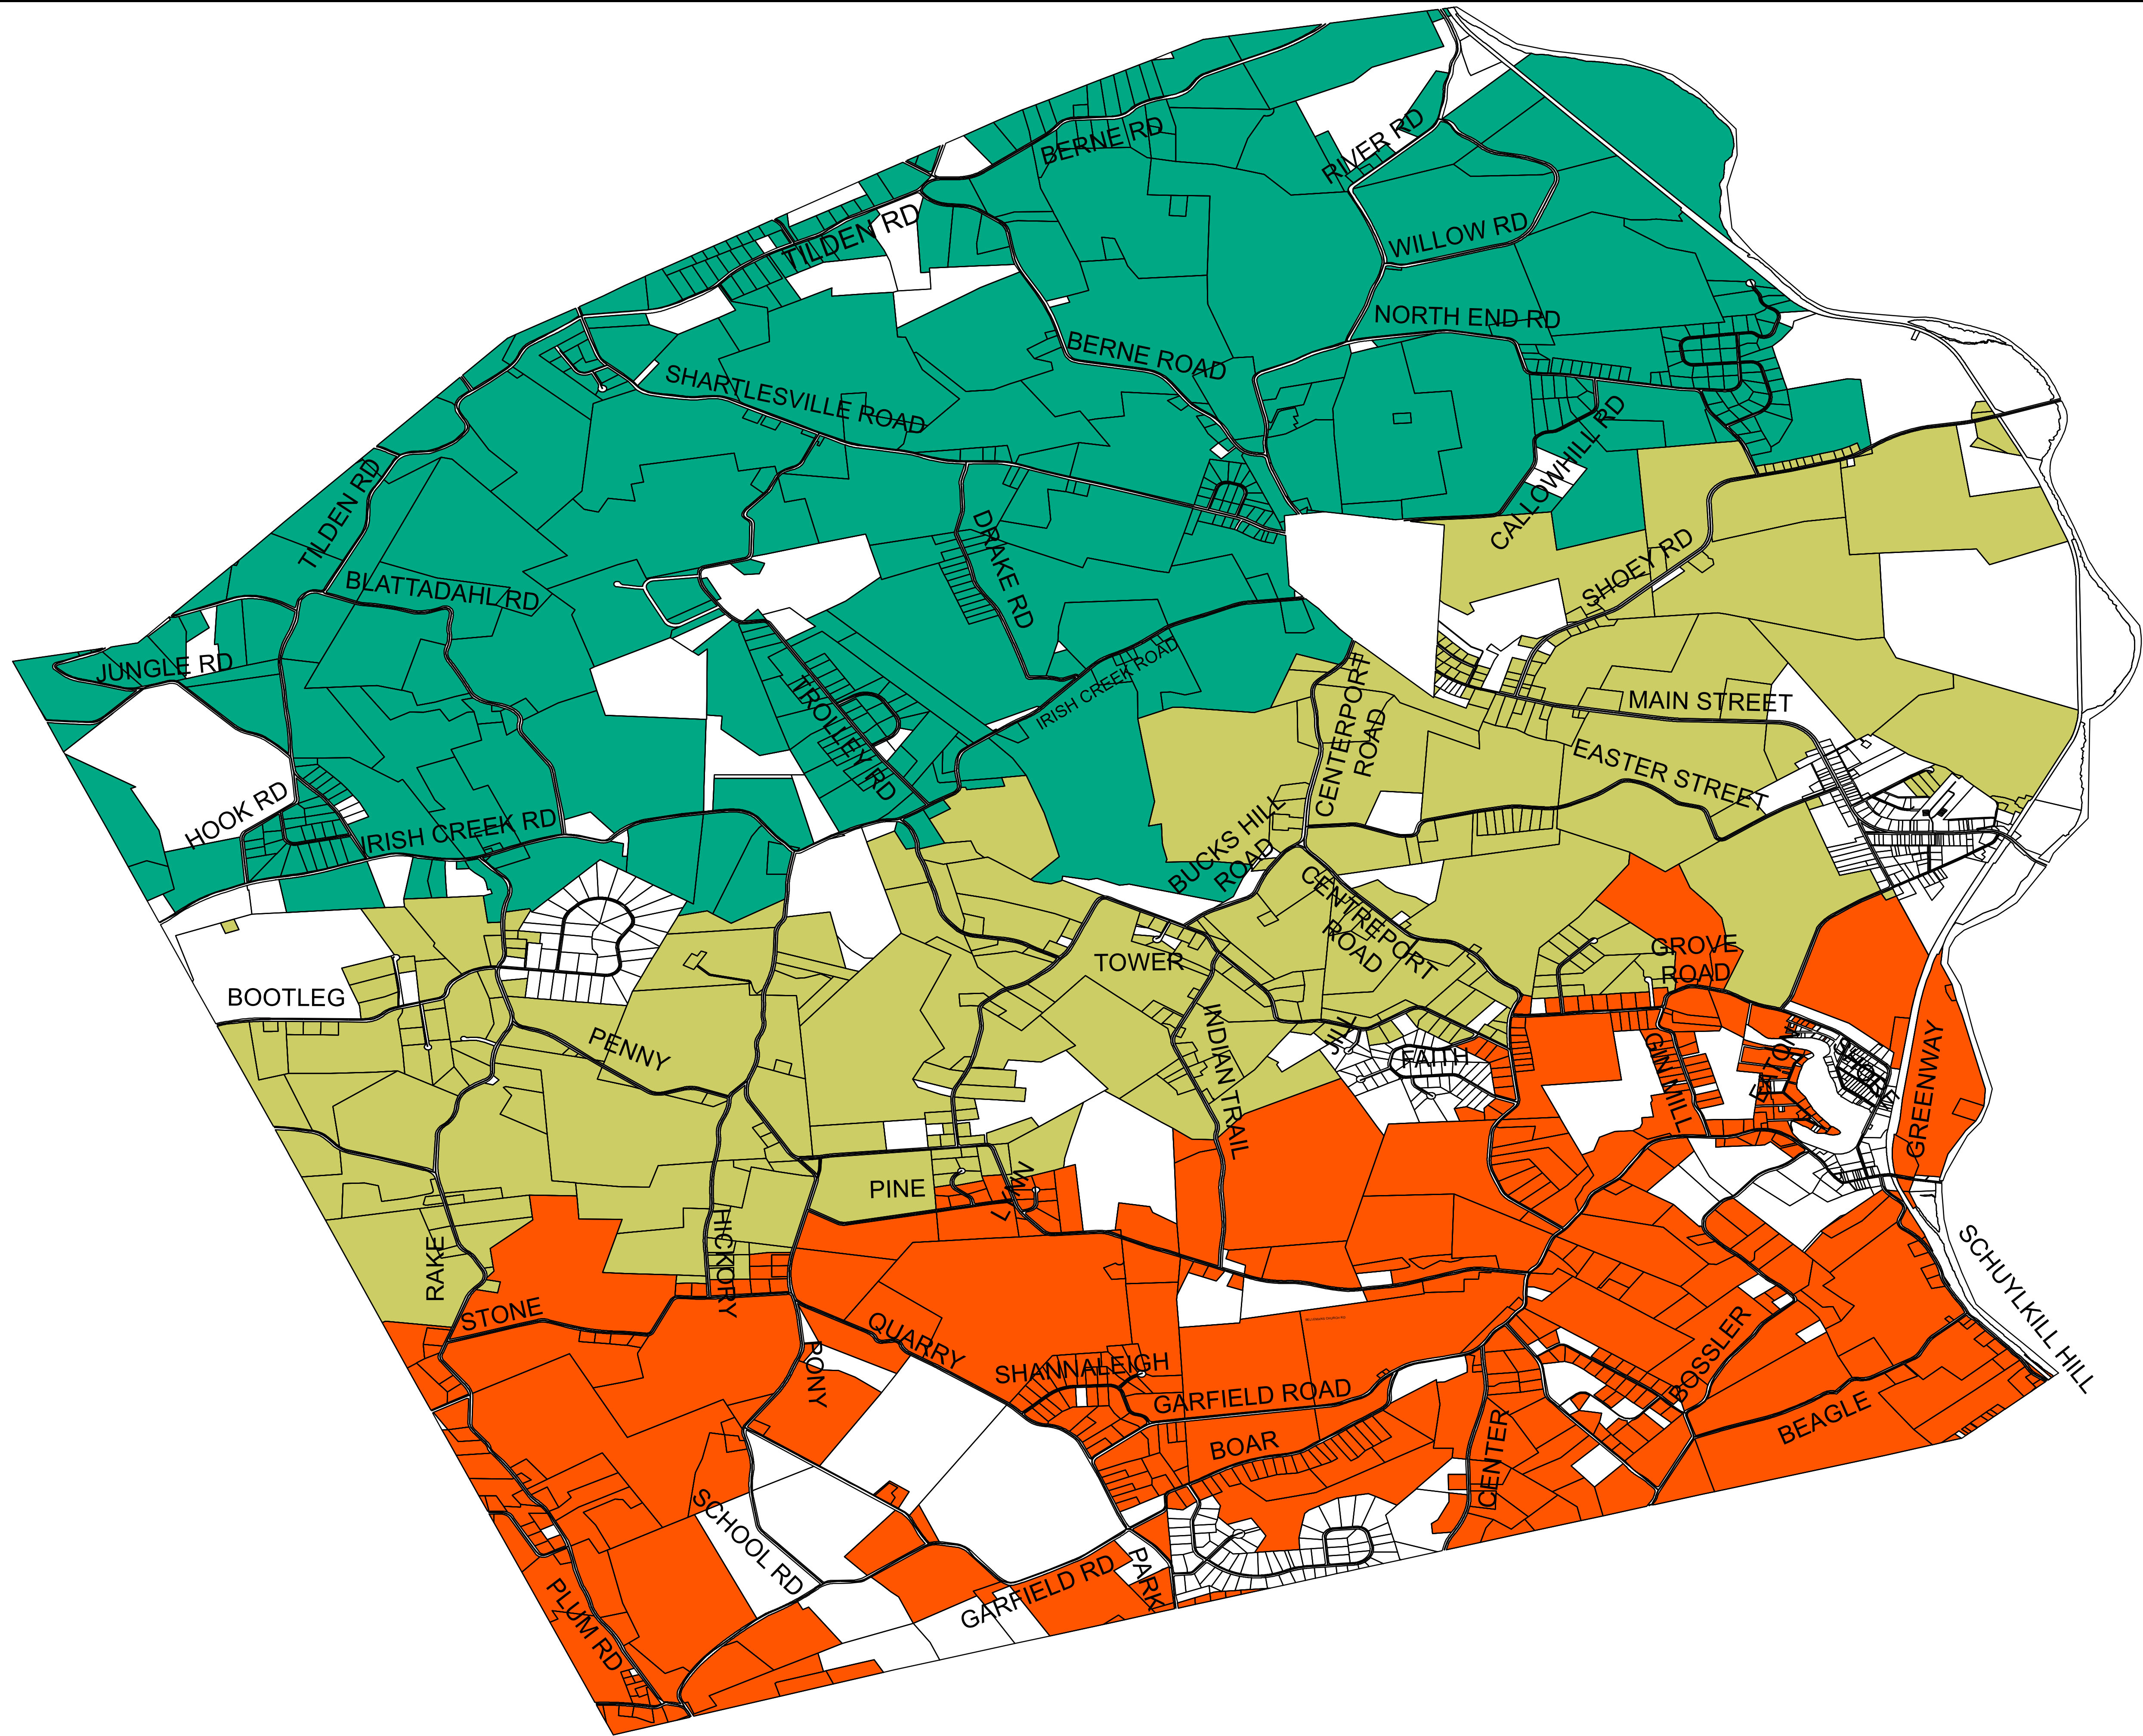 BERNE RD
RIVER RD
TILDEN RD
WILLOW RD
NORTH END RD
BERNE ROAD
SHARTLESVILLE ROAD
CALLOWHILL RD
TILDEN RD
DRAKE RD
SHOEY RD
BLATTADAHL RD
JUNGLE RD
IRISH CREEK ROAD
CENTERPORT
ROAD
MAIN STREET
TROLLEY RD
EASTER STREET
HOOK RD
IRISH CREEK RD
BUCKS HILL
ROAD
CENTREPORT
ROAD
TOWER
GROVE
ROAD
BOOTLEG
PENNY
INDIAN TRAIL
JILL
FAITH
GIN MILL
GREENWAY
PINE
RAKE
HICKORY
STONE
QUARRY
PONY
SHANNALEIGH
GARFIELD ROAD
BOSSLER
SCHUYLKILL HILL
BOAR
CENTER
BEAGLE
SCHOOL RD
GARFIELD RD
PARK
PLUM RD